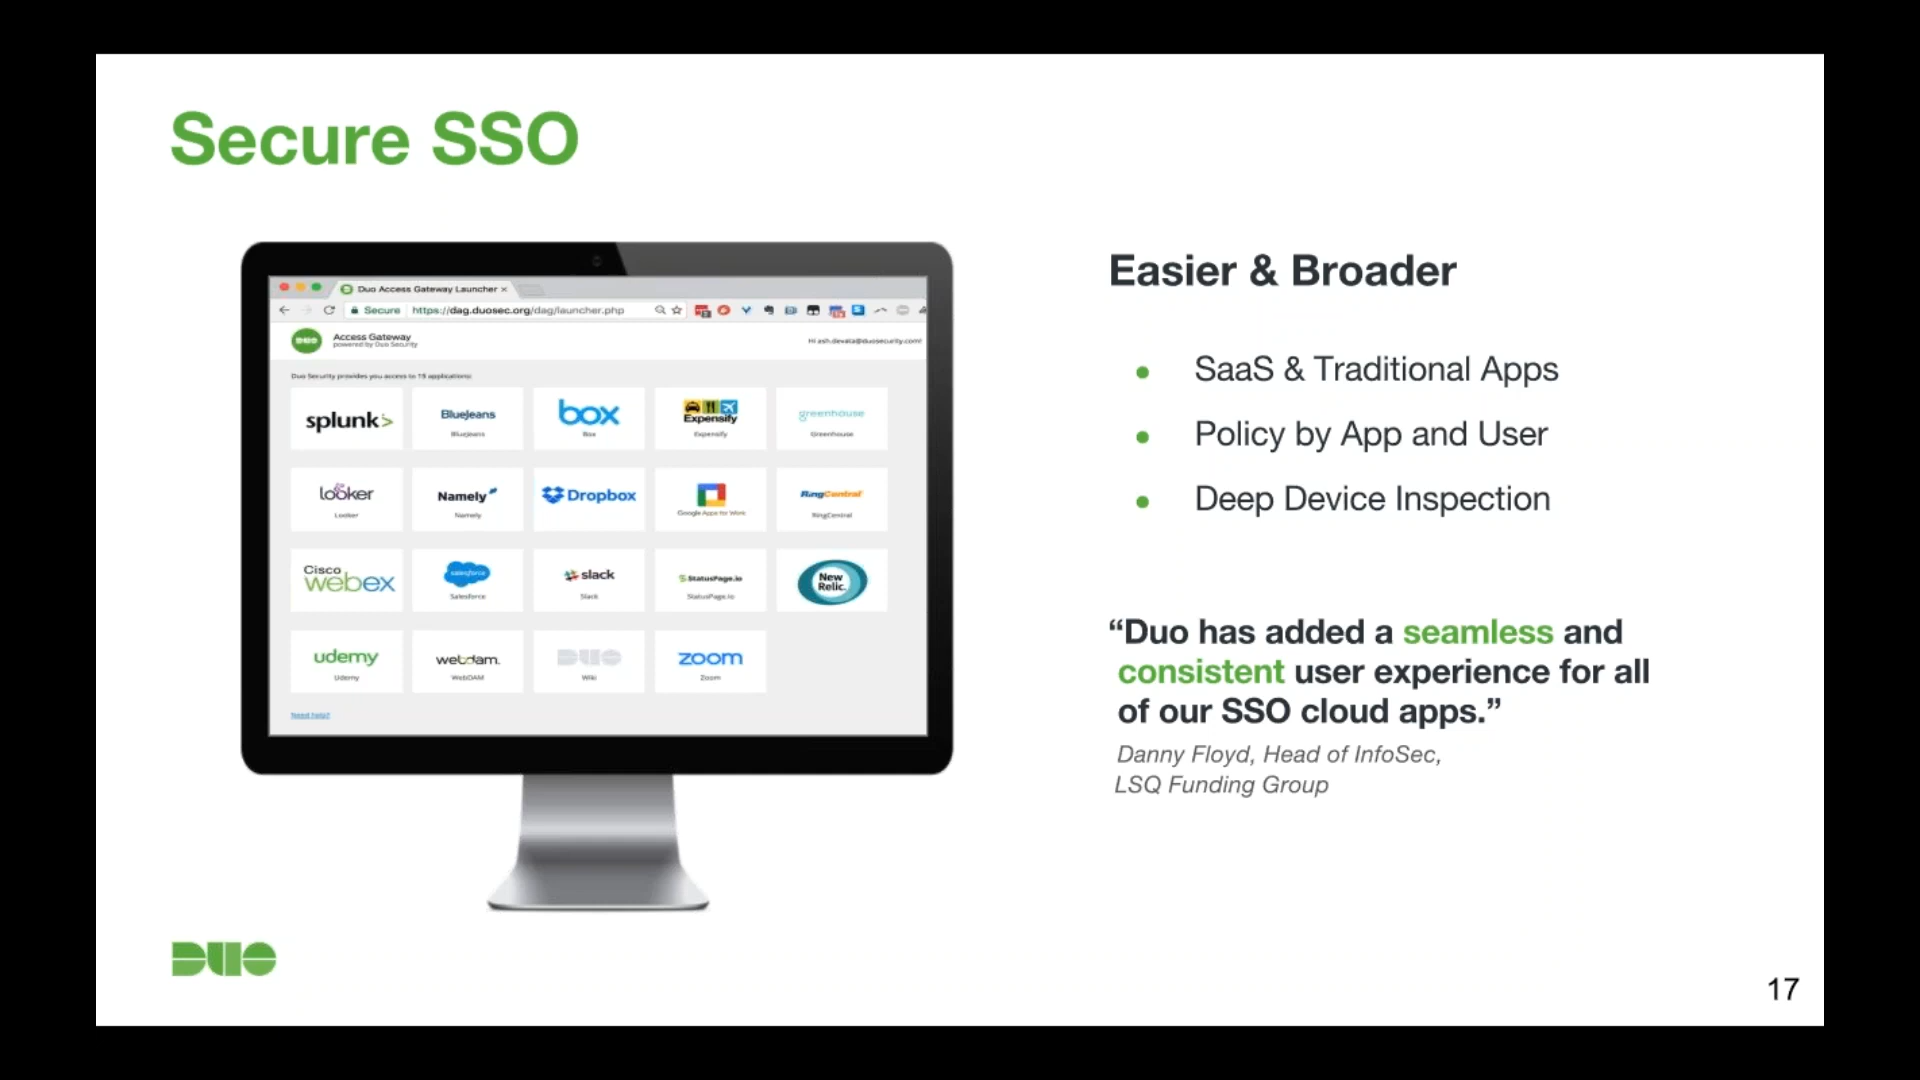 Secure SSO
Duo Access Gateway Launcher ×
Secure https://dag.duosec.org/dag/launcher.php
DUO
Access Gateway
powered by Duo Security
Hi ash.devata@duosecurity.com!
Duo Security provides you access to 15 applications:
splunk>
BlueJeans
BlueJeans
box
Box
Expensify
Expensify
greenhouse
Greenhouse
looker
Looker
Namely
Namely
Dropbox
Google Apps for Work
RingCentral
RingCentral
Cisco
webex
salesforce
Salesforce
slack
Slack
StatusPage.io
StatusPage.io
New
Relic.
udemy
Udemy
webdam.
WebDAM
DUO
Wiki
zoom
Zoom
Need help?
Easier & Broader
● SaaS & Traditional Apps
● Policy by App and User
● Deep Device Inspection
“Duo has added a seamless and
consistent user experience for all
of our SSO cloud apps.”
Danny Floyd, Head of InfoSec,
LSQ Funding Group
DUO
17